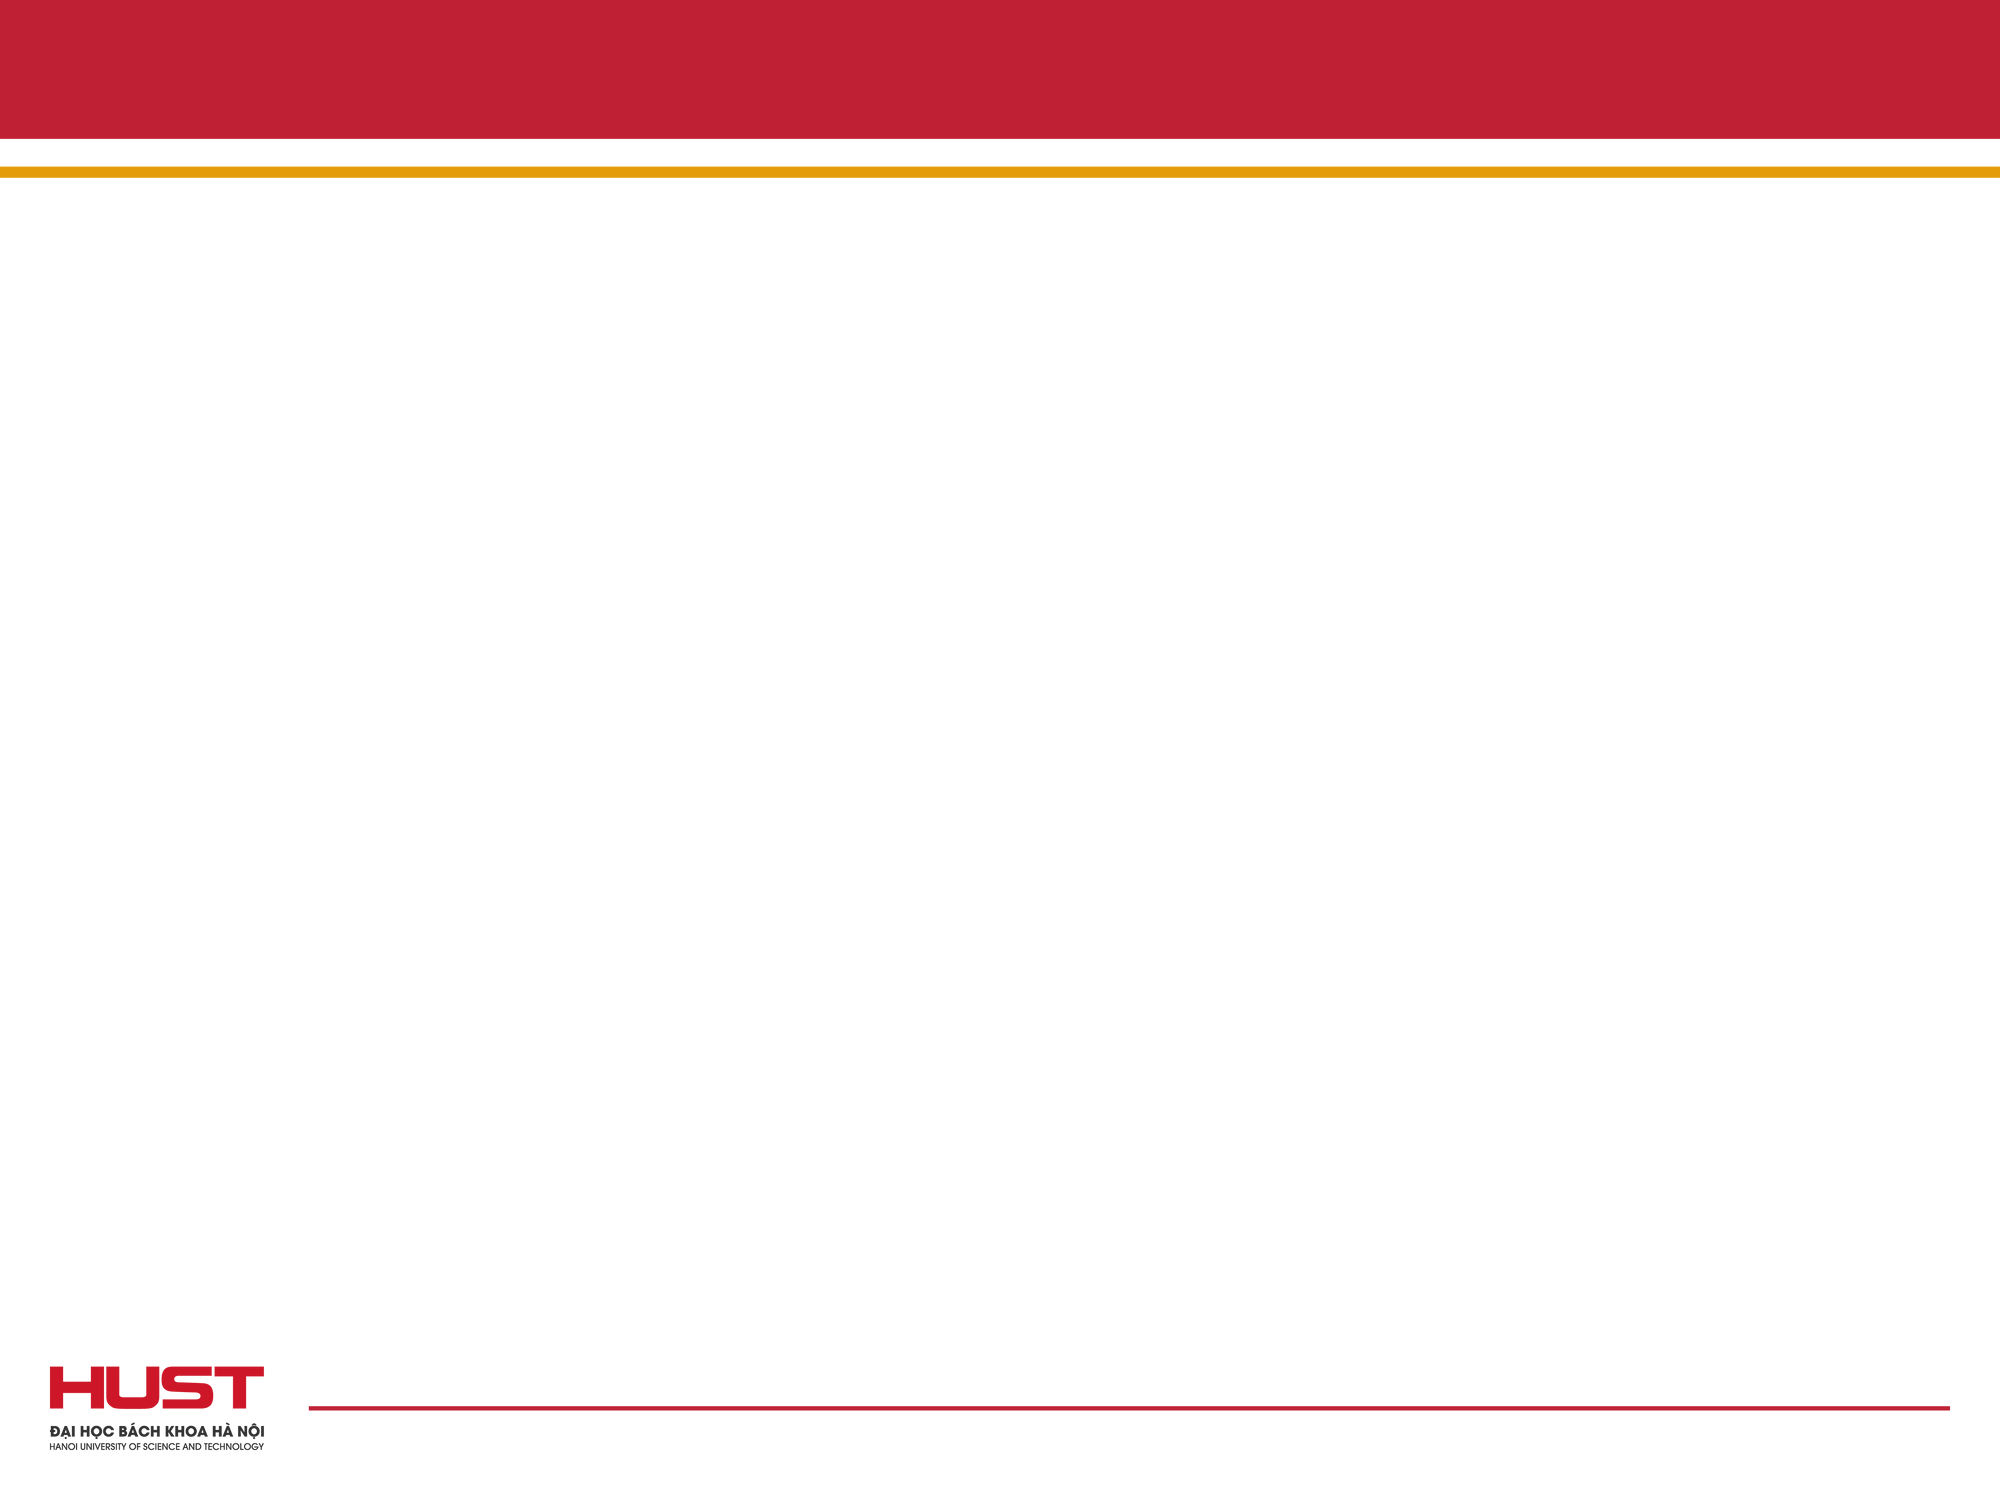 HUST
ĐẠI HỌC BÁCH KHOA HÀ NỘI
HANOI UNIVERSITY OF SCIENCE AND TECHNOLOGY